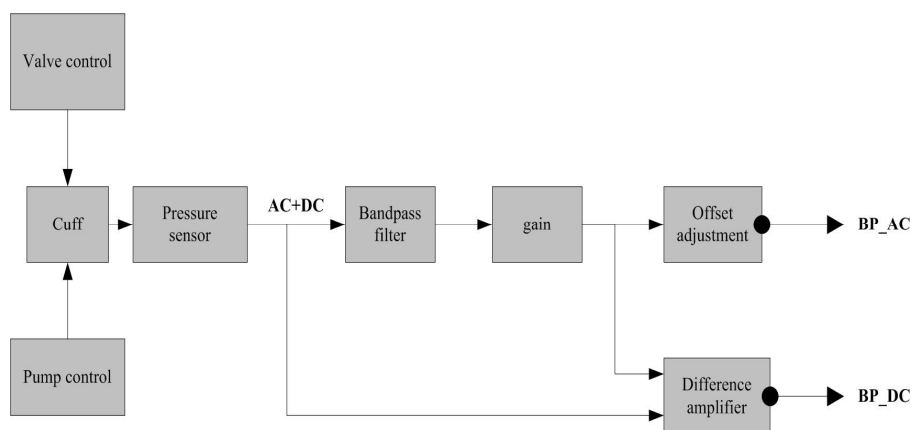 Valve control
Cuff
Pressure
sensor
AC+DC
Bandpass
filter
gain
Offset
adjustment
BP_AC
Pump control
Difference
amplifier
BP_DC